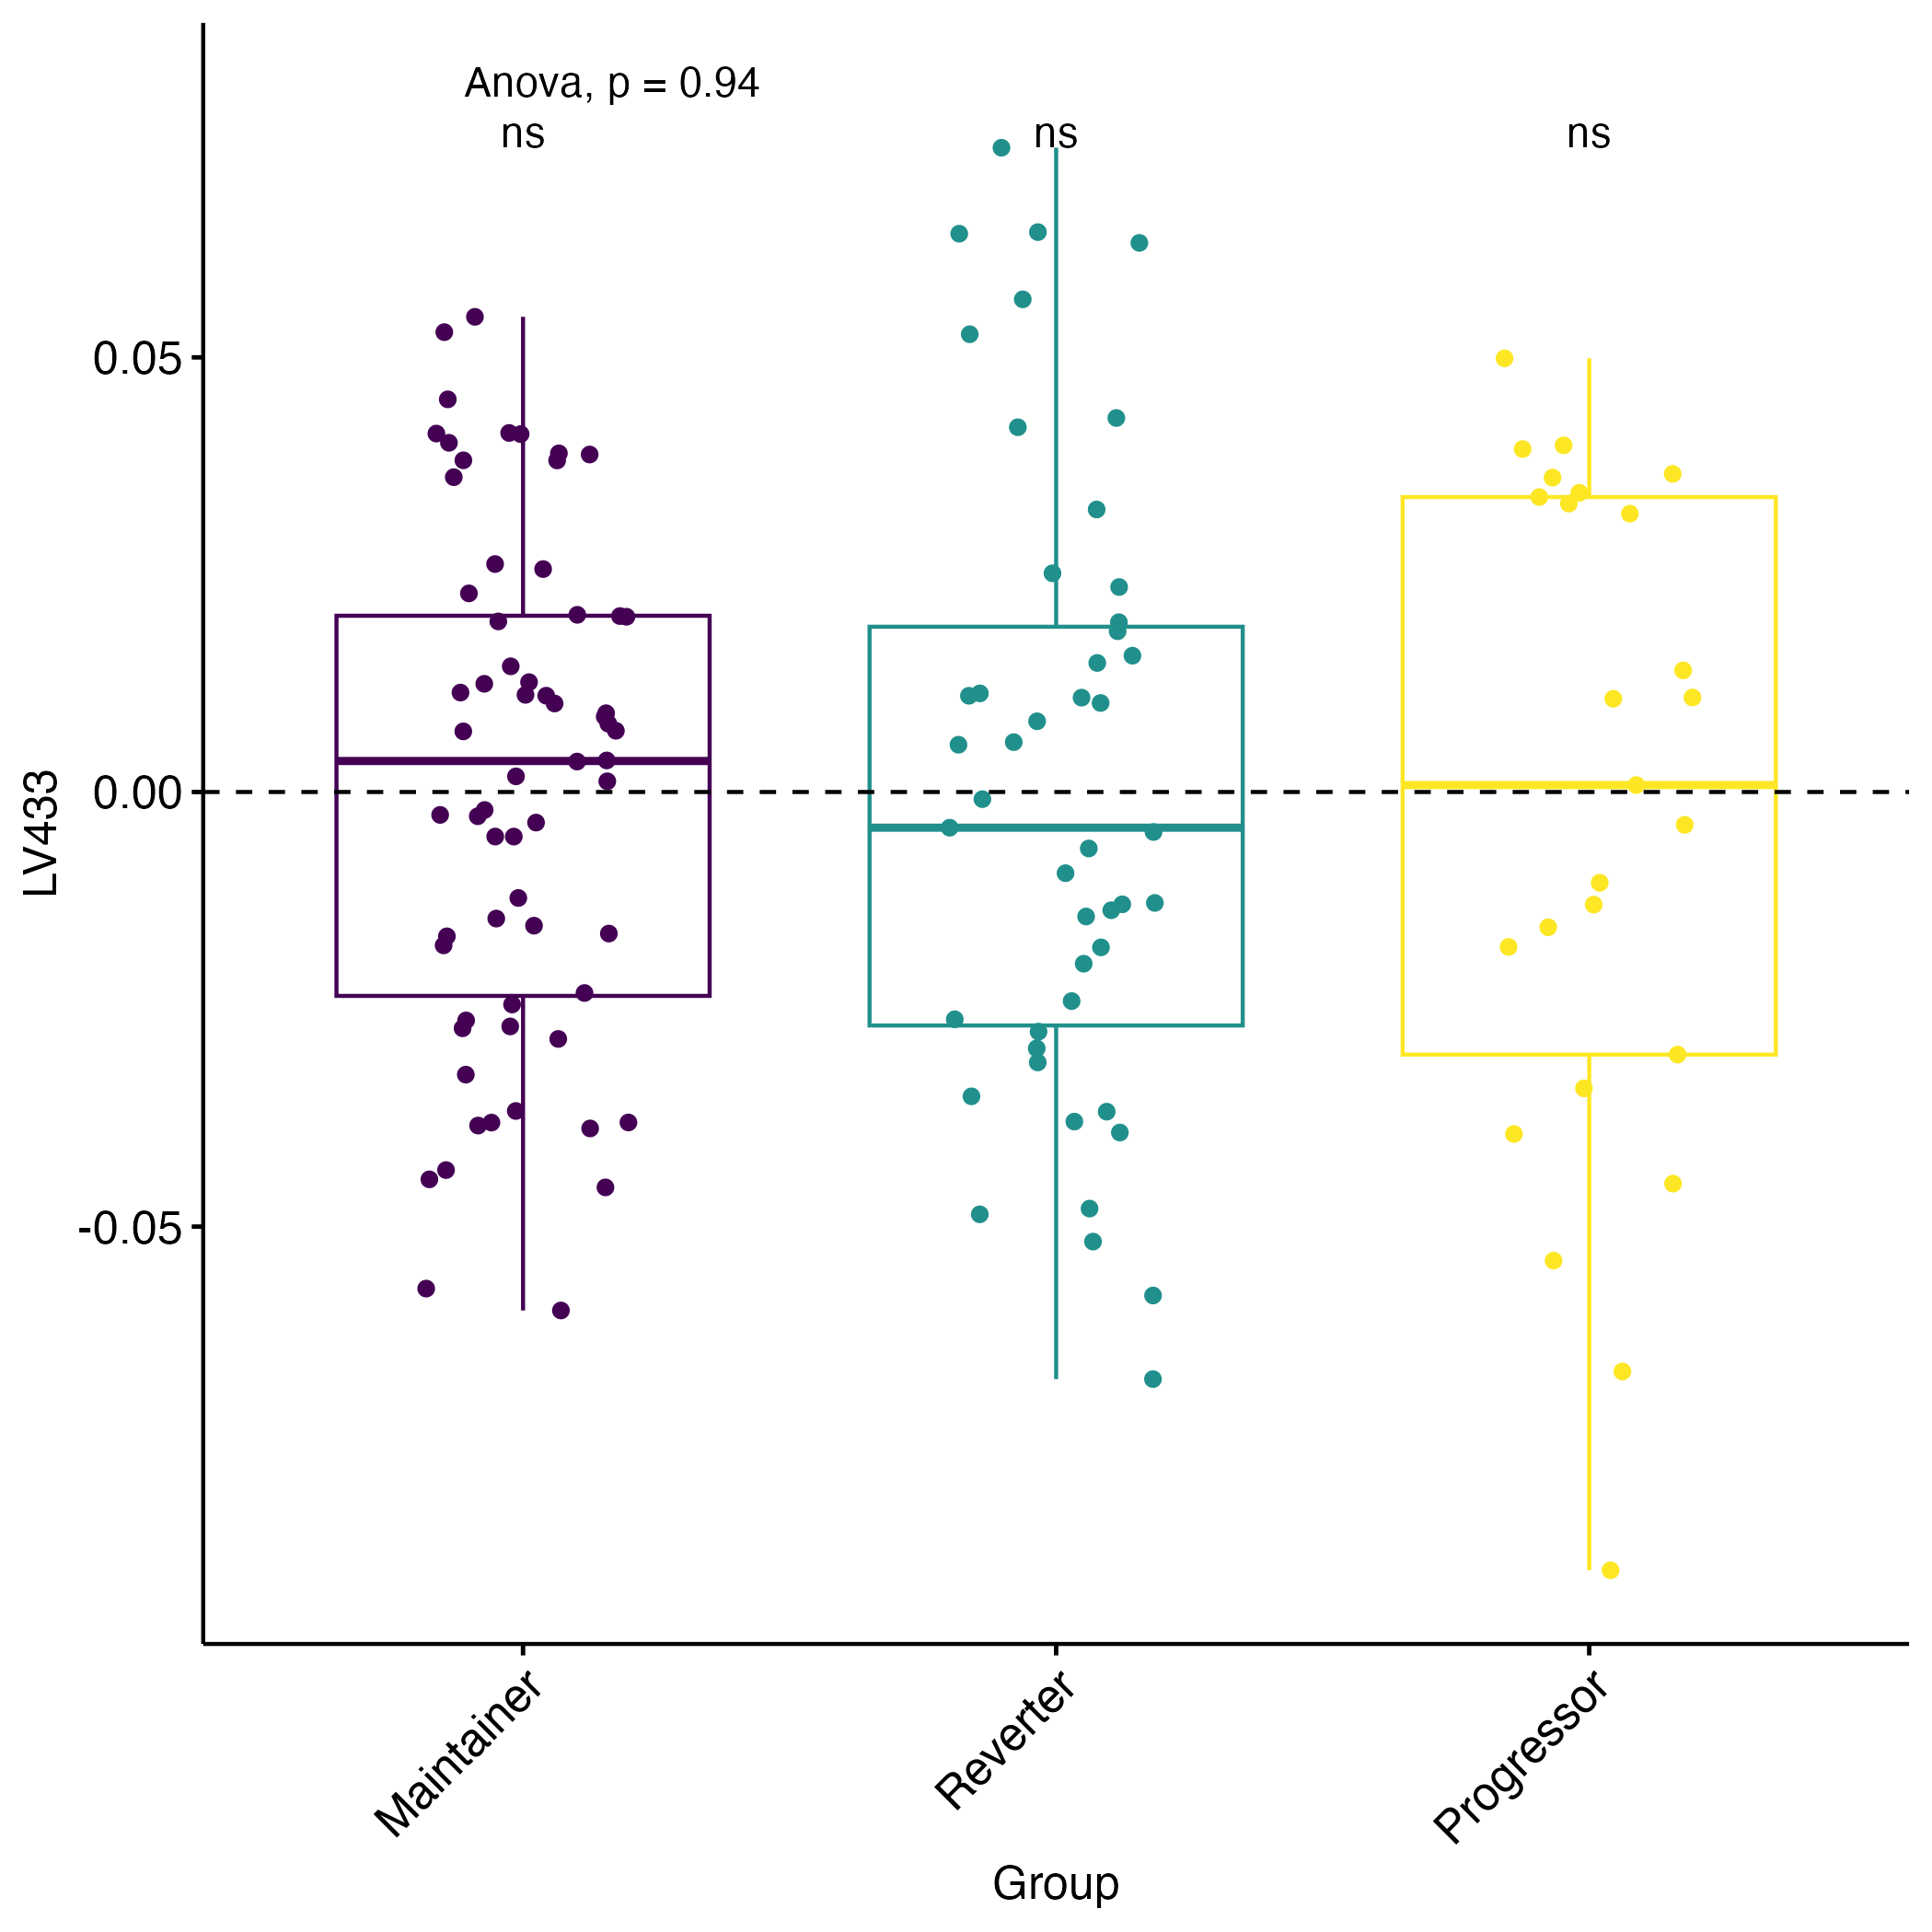 Anova, p = 0.94
ns ns ns
0.05
0.00
-0.05
LV433
Maintainer Reverter Progressor
Group